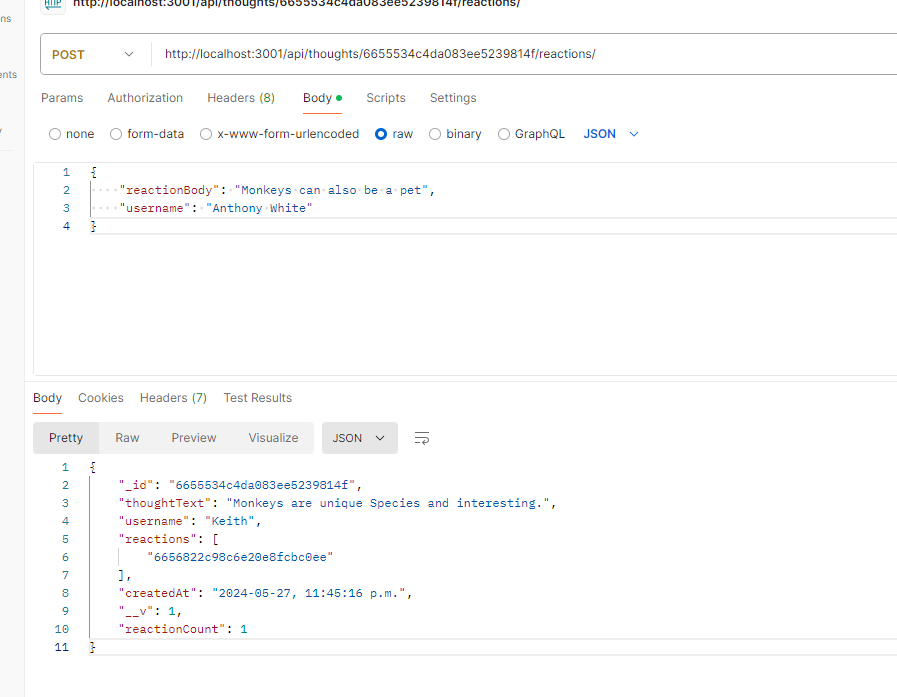 ns
HTTP http://localhost:3001/api/thoughts/6655534c4da083ee5239814f/reactions/
POST http://localhost:3001/api/thoughts/6655534c4da083ee5239814f/reactions/
ents
Params Authorization Headers (8) Body Scripts Settings
none form-data x-www-form-urlencoded raw binary GraphQL JSON
1 {
2 "reactionBody": "Monkeys can also be a pet",
3 "username": "Anthony White"
4 }
Body Cookies Headers (7) Test Results
Pretty Raw Preview Visualize JSON
1 {
2 "_id": "6655534c4da083ee5239814f",
3 "thoughtText": "Monkeys are unique Species and interesting.",
4 "username": "Keith",
5 "reactions": [
6 "6656822c98c6e20e8fcbc0ee"
7 ],
8 "createdAt": "2024-05-27, 11:45:16 p.m.",
9 "__v": 1,
10 "reactionCount": 1
11 }